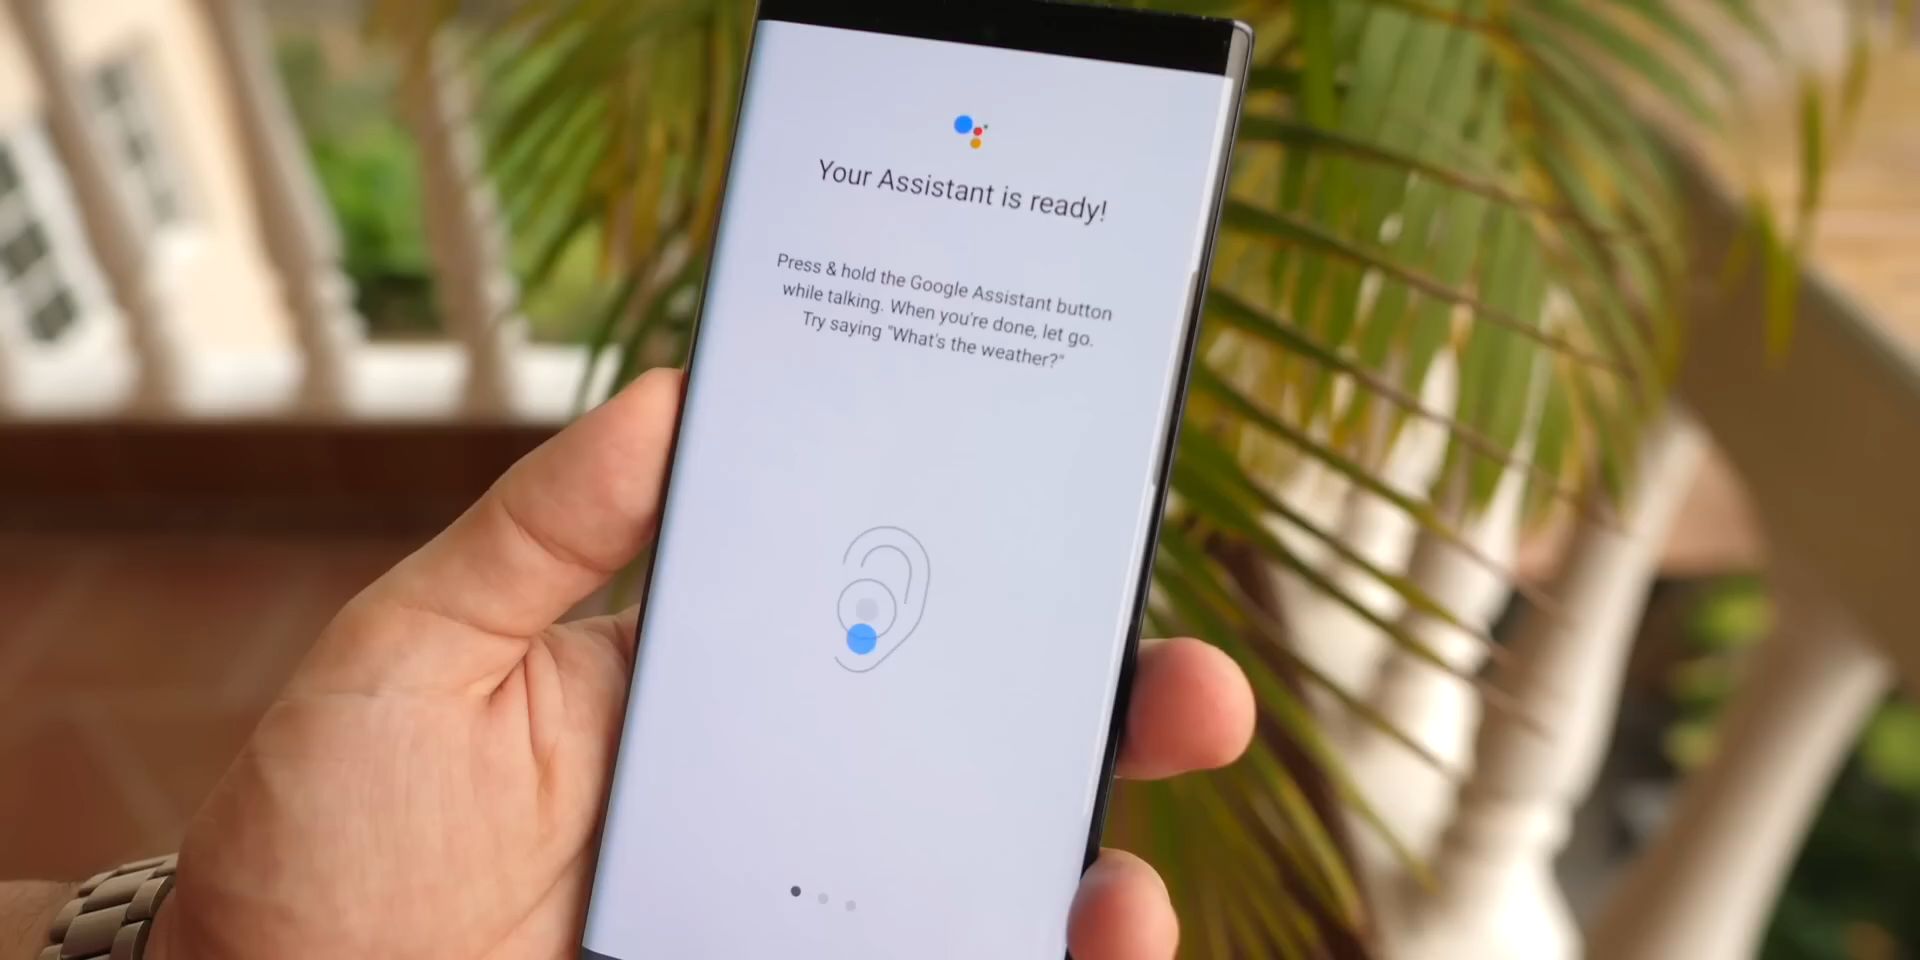 Your Assistant is ready!
Press & hold the Google Assistant button
while talking. When you're done, let go.
Try saying "What's the weather?"